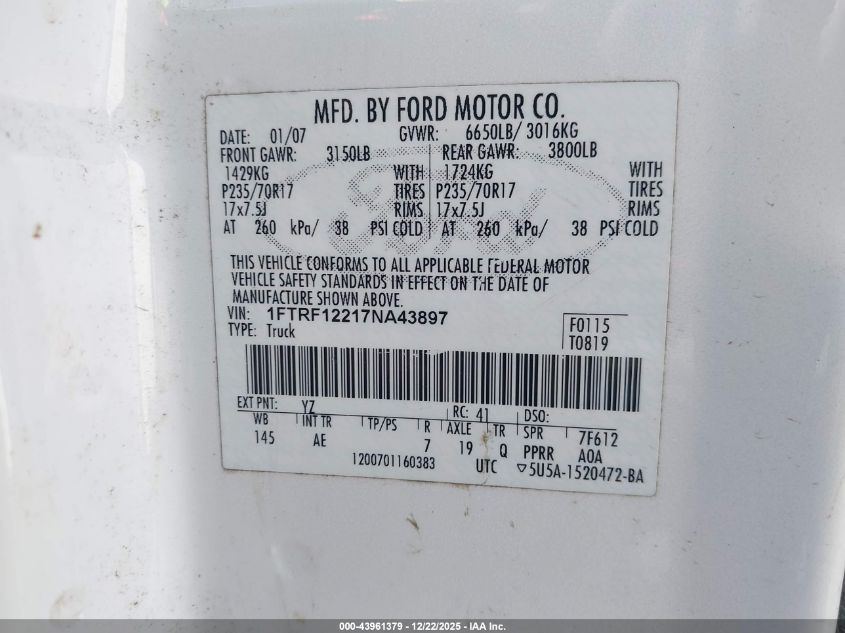 MFD. BY FORD MOTOR CO.
DATE: 01/07 GVWR: 6650LB/ 3016KG
FRONT GAWR: 3150LB REAR GAWR: 3800LB
1429KG WITH 1724KG WITH
P235/70R17 TIRES P235/70R17 TIRES
17x7.5J RIMS 17x7.5J RIMS
AT 260 kPa/ 38 PSI COLD AT 260 kPa/ 38 PSI COLD
Ford
THIS VEHICLE CONFORMS TO ALL APPLICABLE FEDERAL MOTOR
VEHICLE SAFETY STANDARDS IN EFFECT ON THE DATE OF
MANUFACTURE SHOWN ABOVE.
VIN: 1FTRF12217NA43897
TYPE: Truck
F0115
T0819
EXT PNT: YZ RC: 41 DSO:
WB INT TR TP/PS R AXLE TR SPR 7F612
145 AE 7 19 Q PPRR A0A
1200701160383 UTC ▽5U5A-1520472-BA
000-43961379 - 12/22/2025 - IAA Inc.